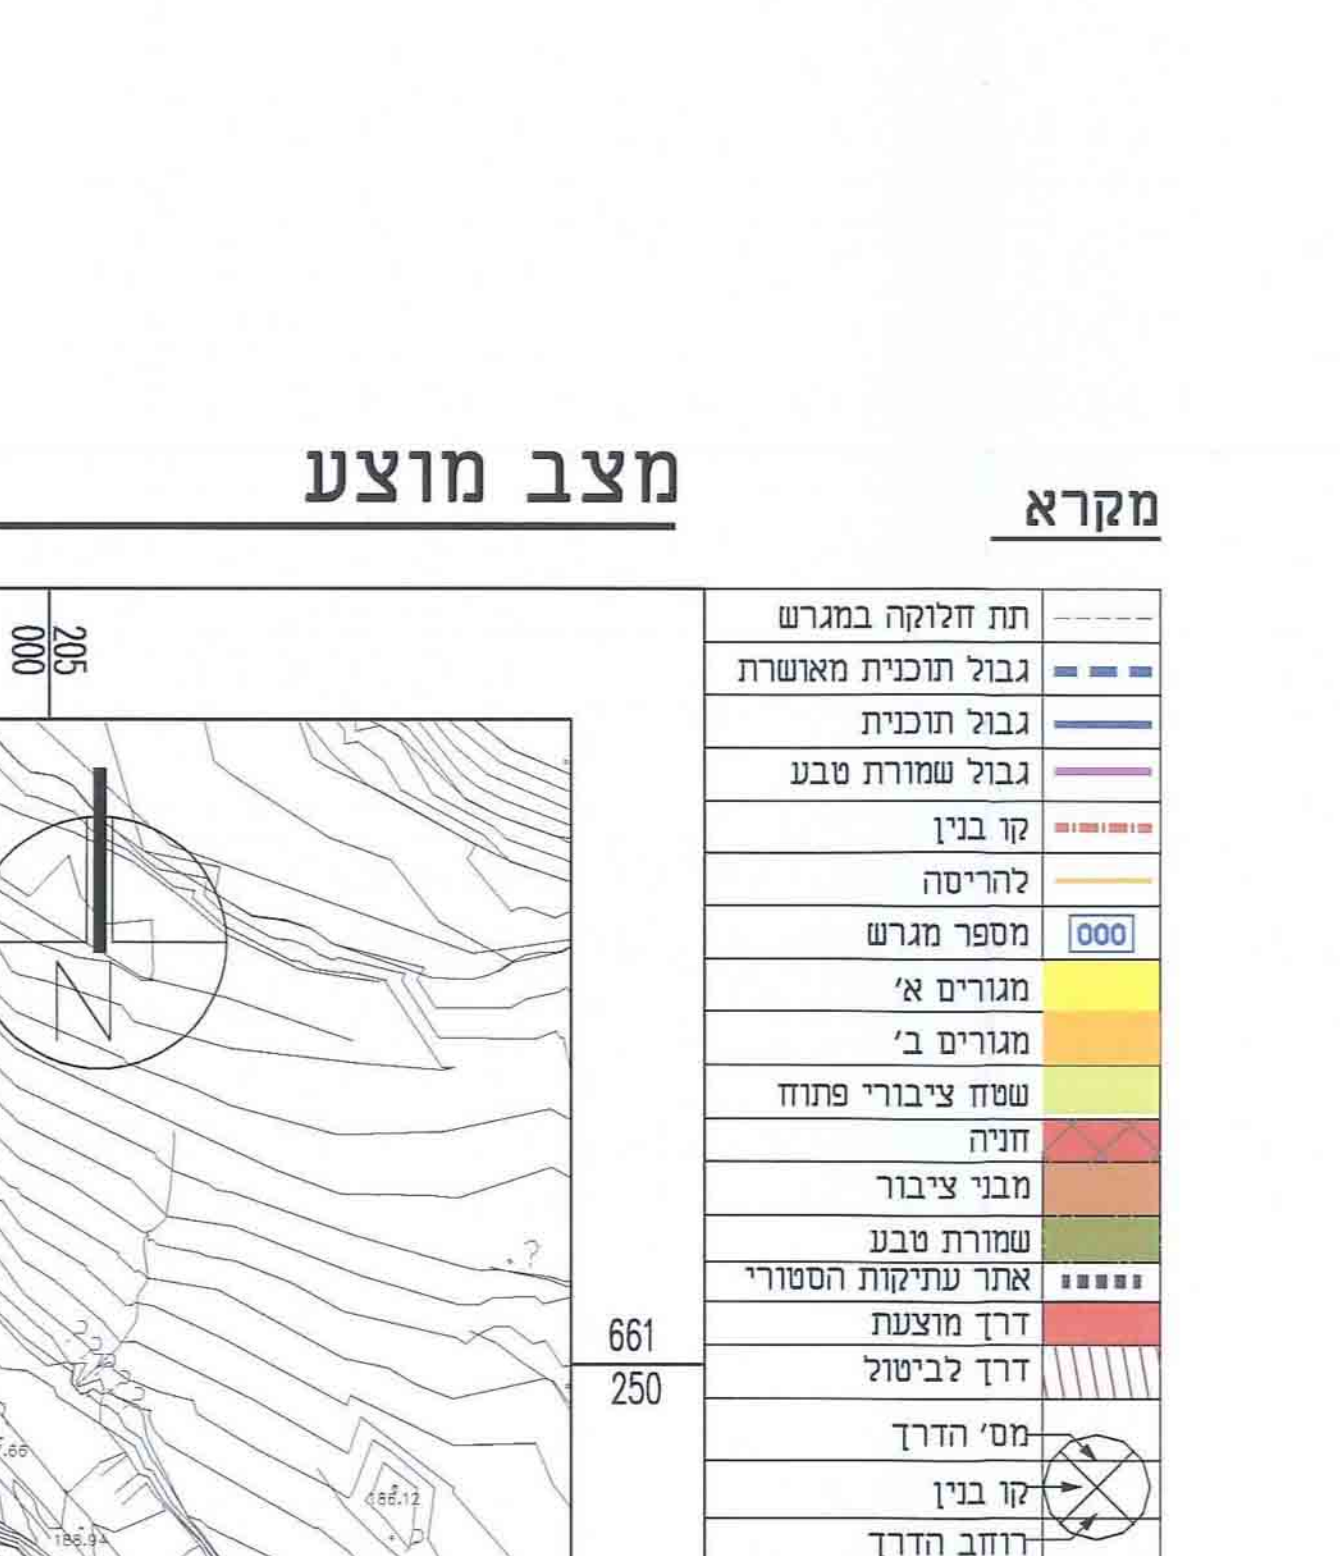 מצב מוצע
מקרא
תת חלוקה במגרש
גבול תוכנית מאושרת
גבול תוכנית
גבול שמורת טבע
קו בנין
להריסה
מספר מגרש
000
מגורים א'
מגורים ב'
שטח ציבורי פתוח
חניה
מבני ציבור
שמורת טבע
אתר עתיקות הסטורי
דרך מוצעת
דרך לביטול
מס' הדרך
קו בנין
רוחב הדרך
205
000
N
?
661
250
186.12
188.94